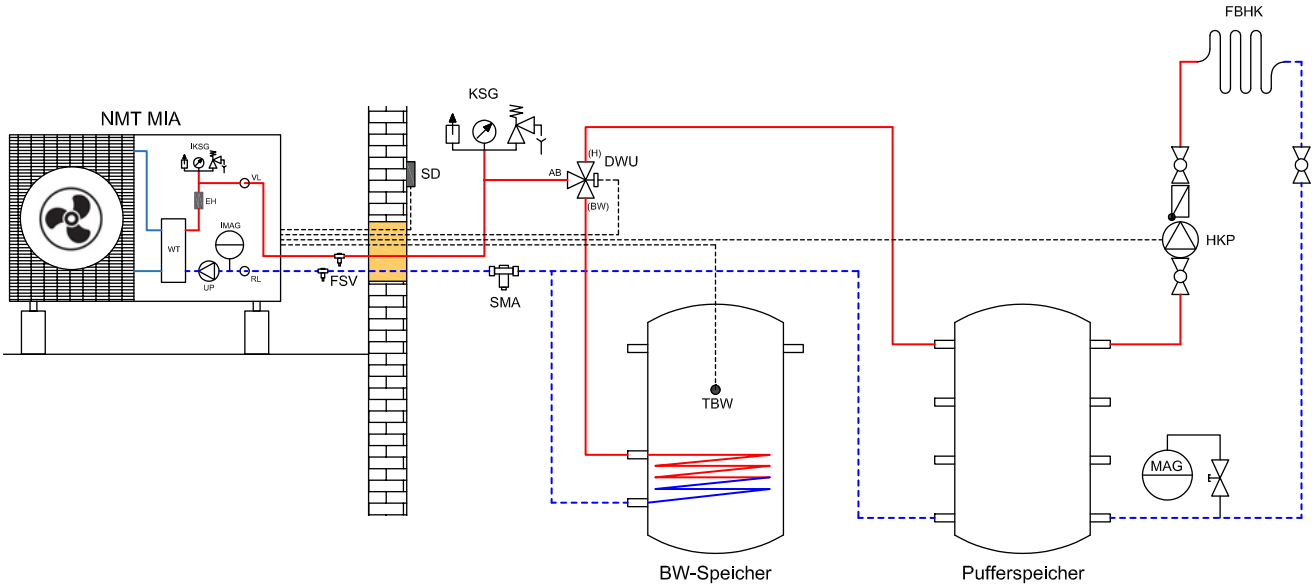 FBHK
KSG
NMT MIA
IKSG
(H)
DWU
SD
AB
VL
EH
(BW)
IMAG
HKP
WT
UP
RL
FSV
SMA
TBW
MAG
BW-Speicher
Pufferspeicher